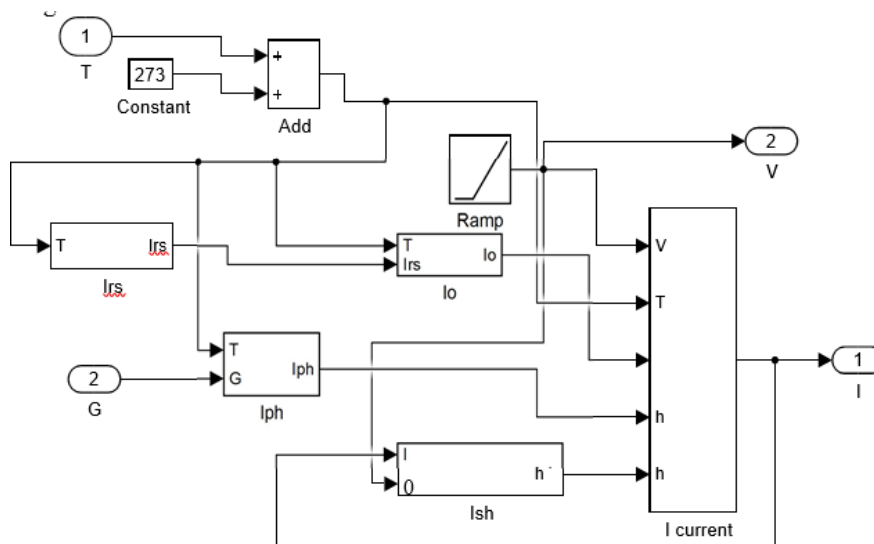 1
T
273
Constant
+
+
Add
Ramp
2
V
T
Irs
Irs
T
Irs
Io
Io
V
T
h
h
I current
T
G
Iph
Iph
2
G
1
I
I
0
h
Ish